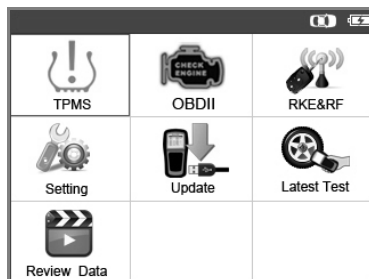 CHECK
ENGINE
TPMS
OBDII
RKE&RF
Setting
Update
Latest Test
Review Data